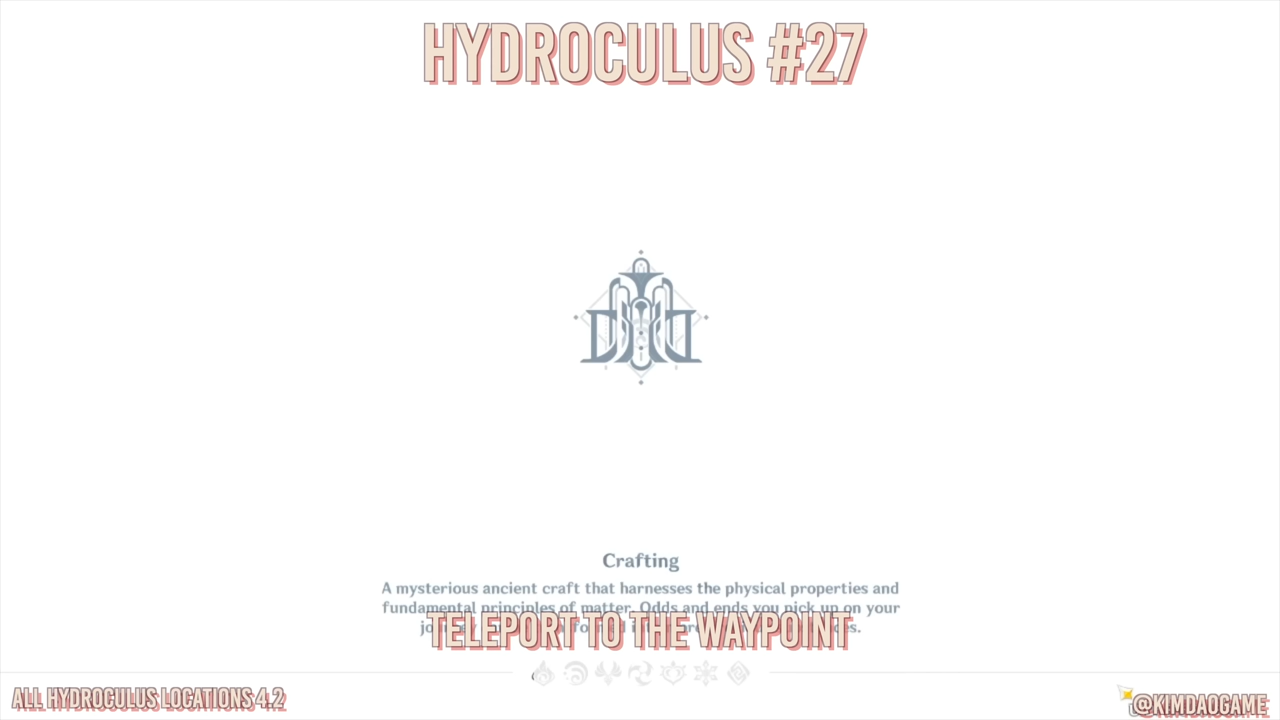 HYDROCULUS #27
Crafting
A mysterious ancient craft that harnesses the physical properties and
fundamental principles of matter. Odds and ends you pick up on your
TELEPORT TO THE WAYPOINT
ALL HYDROCULUS LOCATIONS 4.2
@KIMDAOGAME